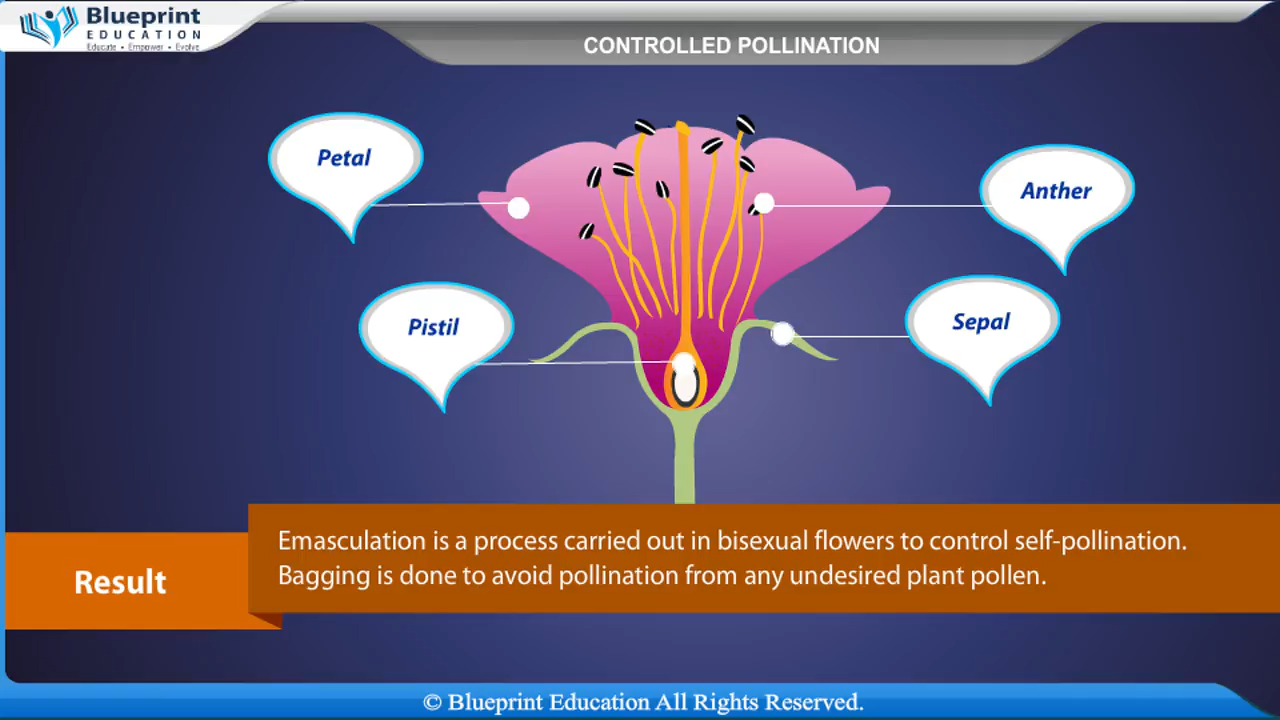 Blueprint
EDUCATION
Educate • Empower • Evolve
CONTROLLED POLLINATION
Petal
Anther
Pistil
Sepal
Result
Emasculation is a process carried out in bisexual flowers to control self-pollination.
Bagging is done to avoid pollination from any undesired plant pollen.
© Blueprint Education All Rights Reserved.